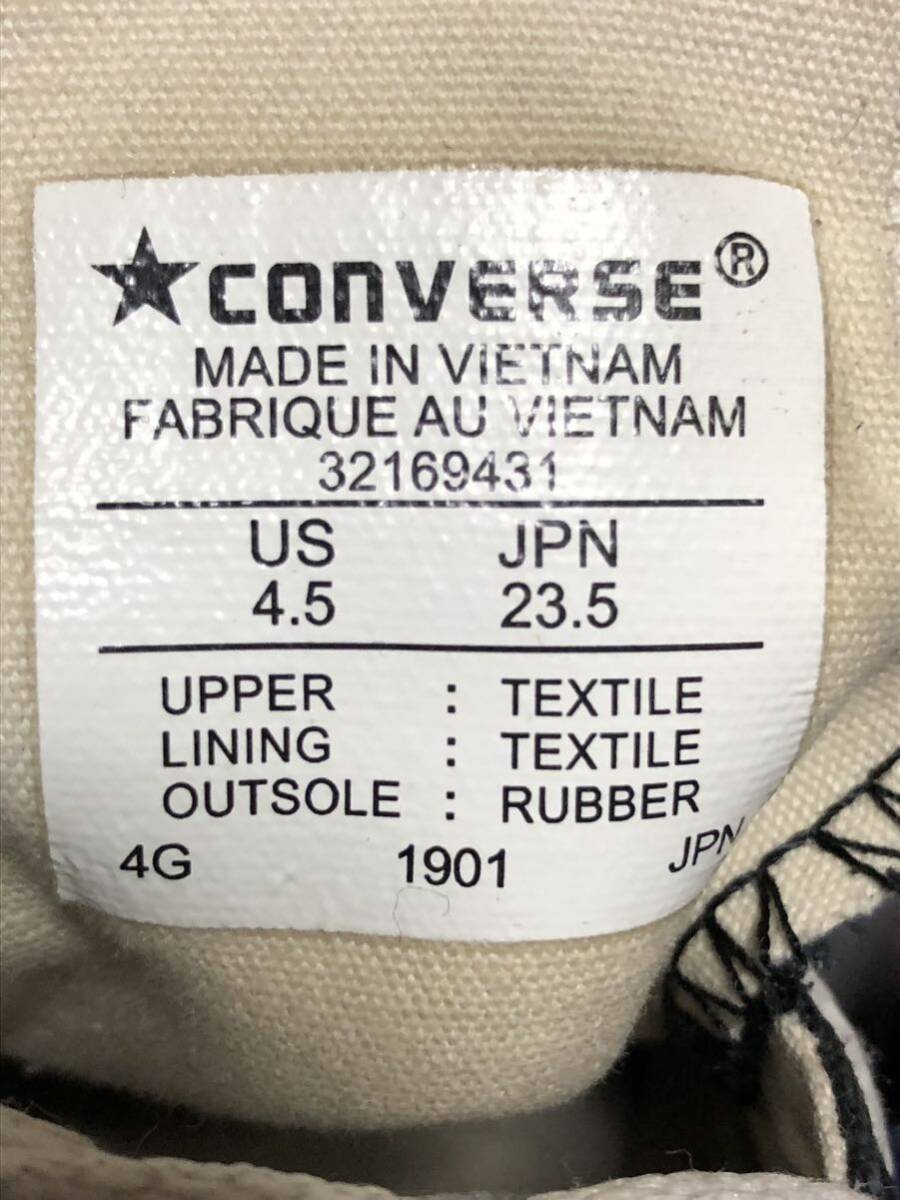 ★CONVERSE®
MADE IN VIETNAM
FABRIQUE AU VIETNAM
32169431
US JPN
4.5 23.5
UPPER : TEXTILE
LINING : TEXTILE
OUTSOLE : RUBBER
4G 1901 JPN